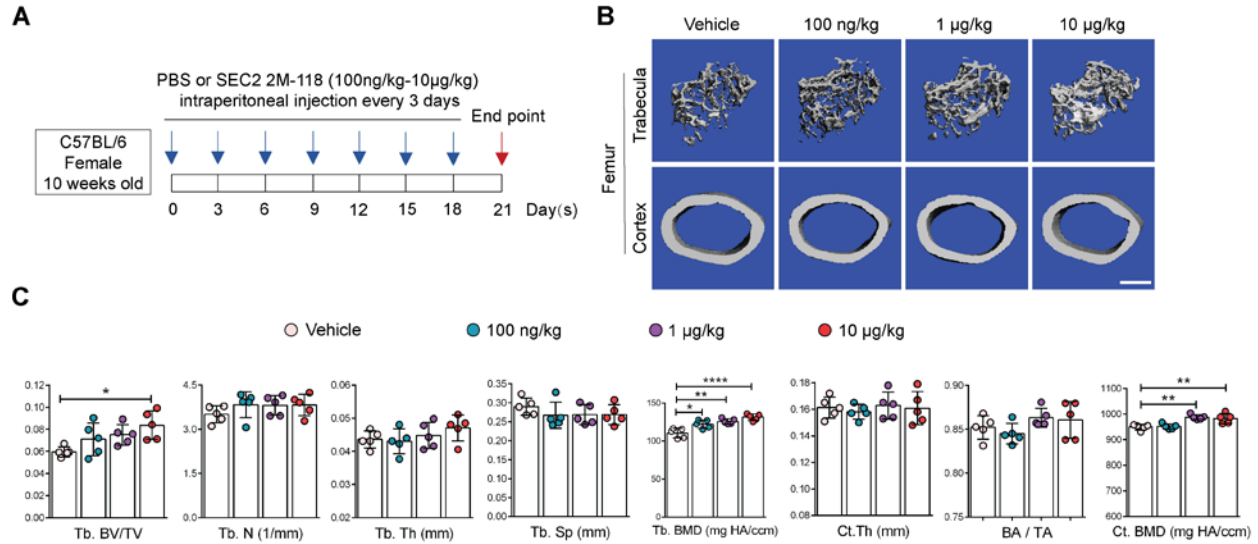 A
PBS or SEC2 2M-118 (100ng/kg-10µg/kg)
intraperitoneal injection every 3 days
End point
C57BL/6
Female
10 weeks old
0 3 6 9 12 15 18 21 Day(s)
B
Vehicle 100 ng/kg 1 µg/kg 10 µg/kg
Femur
Trabecula
Cortex
C
Vehicle 100 ng/kg 1 µg/kg 10 µg/kg
0.12
0.10
0.08
0.06
0.04
0.02
0.00
*
Tb. BV/TV
4.5
3.0
1.5
0.0
Tb. N (1/mm)
0.06
0.05
0.04
0.03
0.02
Tb. Th (mm)
0.35
0.30
0.25
0.20
0.15
0.10
0.05
0.00
Tb. Sp (mm)
150
100
50
0
****
**
*
Tb. BMD (mg HA/ccm)
0.18
0.16
0.14
0.12
0.10
0.08
Ct.Th (mm)
0.90
0.85
0.80
0.75
BA / TA
1100
1000
900
800
700
600
**
**
Ct. BMD (mg HA/ccm)